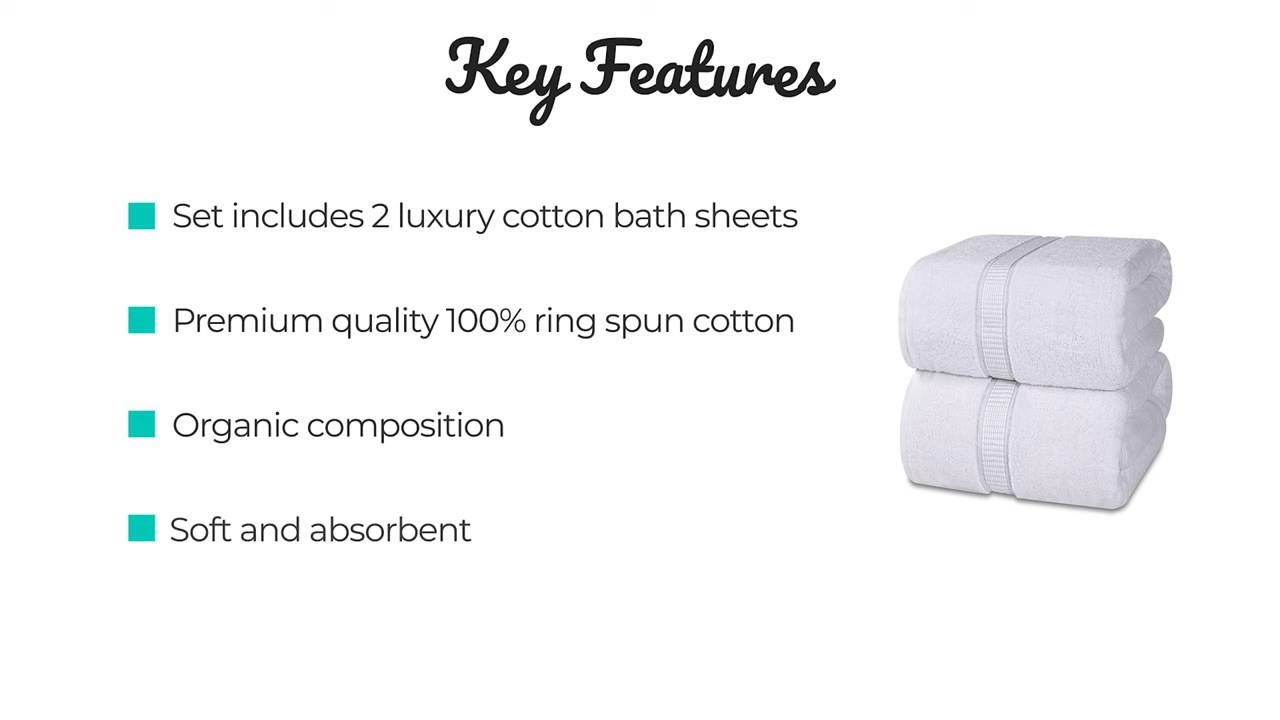 Key Features
Set includes 2 luxury cotton bath sheets
Premium quality 100% ring spun cotton
Organic composition
Soft and absorbent